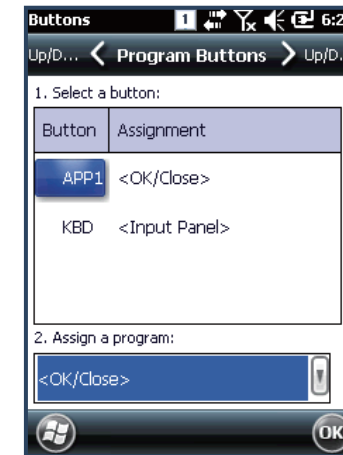 Buttons 1 6:2
Up/D... Program Buttons Up/D.
1. Select a button:
Button Assignment
APP1 <OK/Close>
KBD <Input Panel>
2. Assign a program:
<OK/Close>
OK